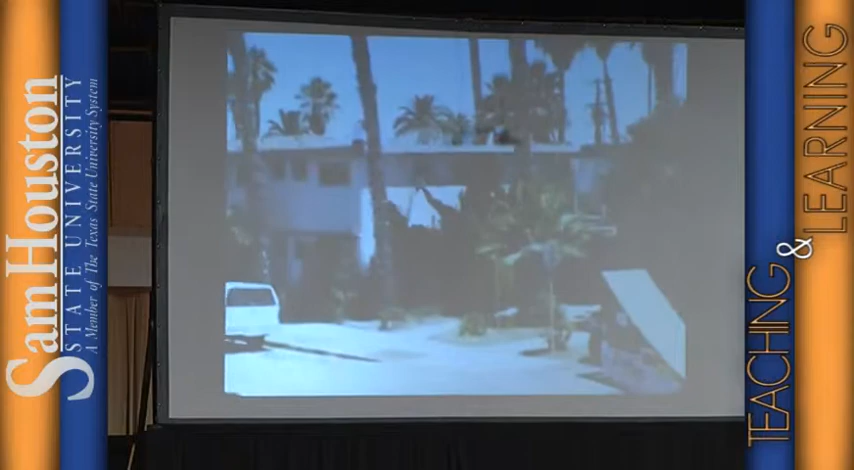 Sam Houston
STATE UNIVERSITY
A Member of The Texas State University System
TEACHING
&
LEARNING